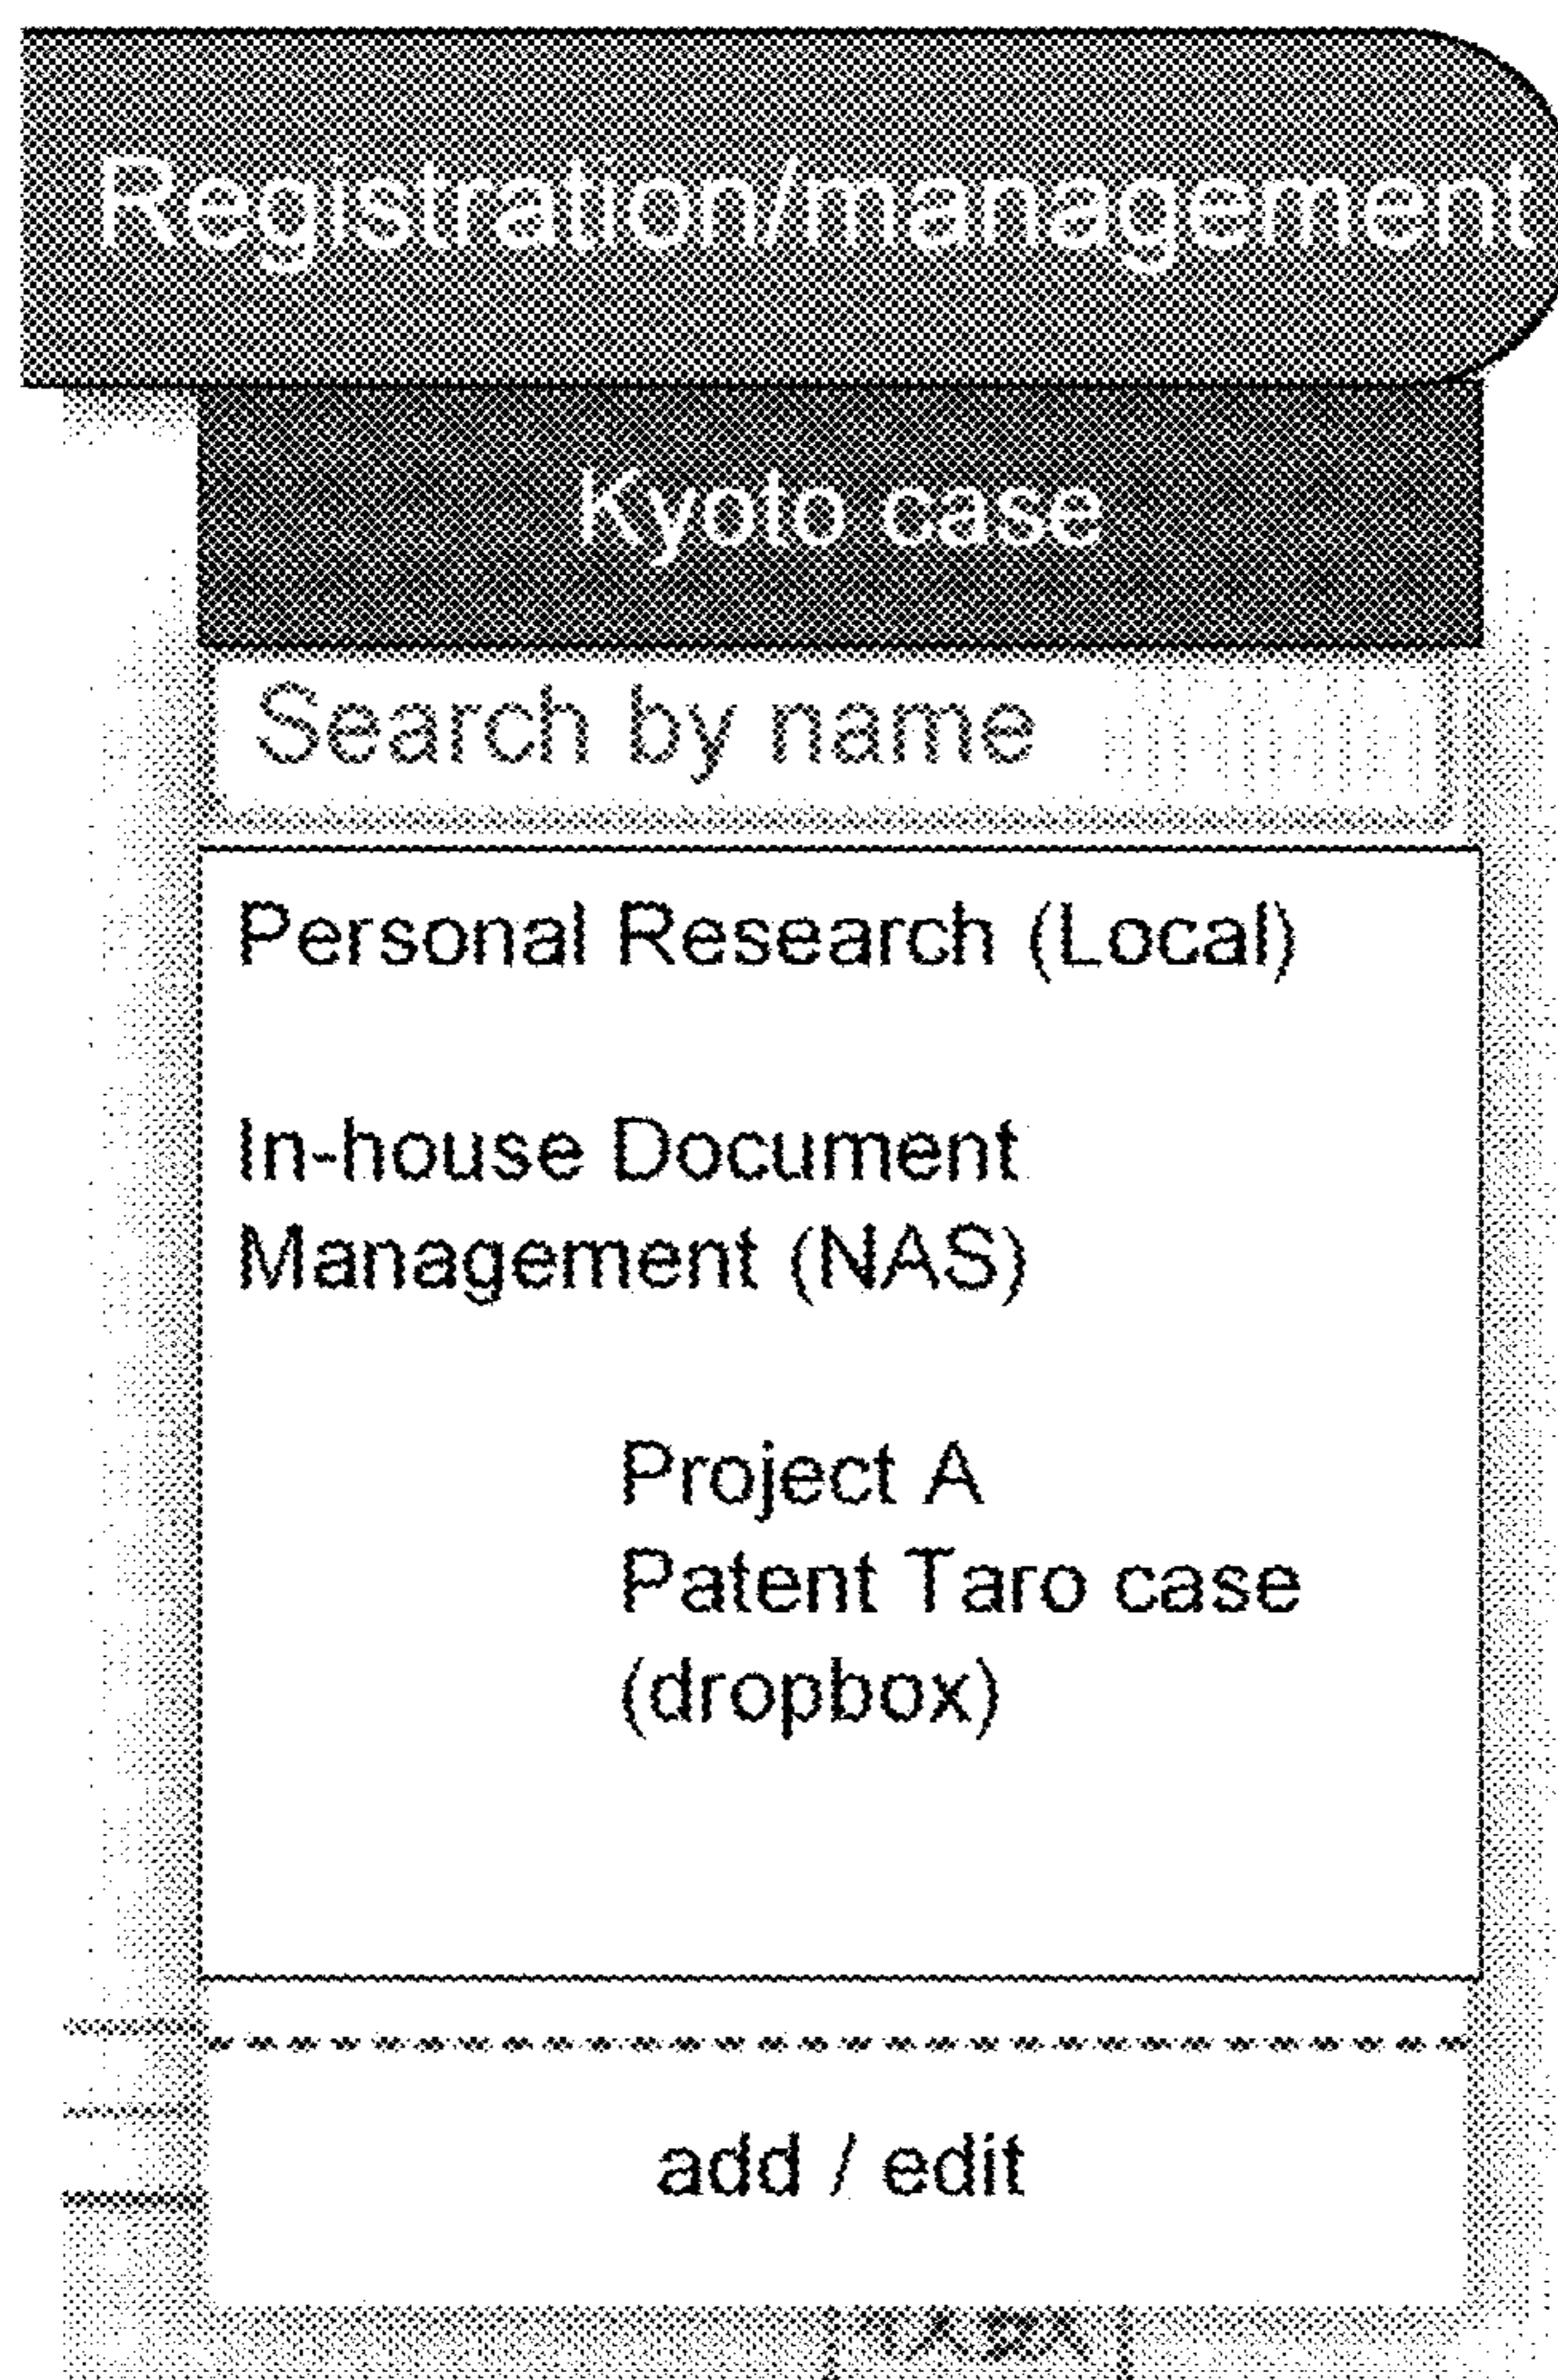 Registration/management
Kyoto case
Search by name
Personal Research (Local)
In-house Document
Management (NAS)
Project A
Patent Taro case
(dropbox)
add / edit